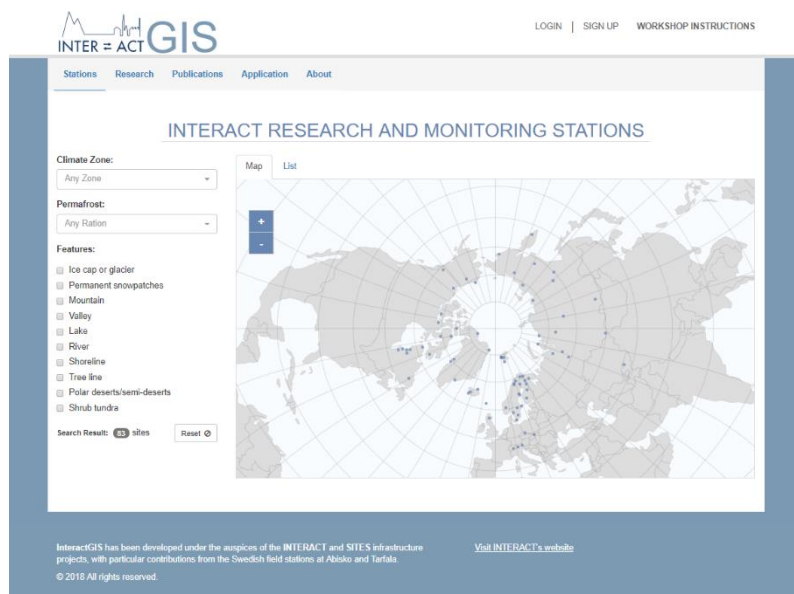 INTER ⇄ ACT GIS
LOGIN | SIGN UP WORKSHOP INSTRUCTIONS
Stations Research Publications Application About
INTERACT RESEARCH AND MONITORING STATIONS
Climate Zone:
Any Zone
Permafrost:
Any Ration
Features:
Ice cap or glacier
Permanent snowpatches
Mountain
Valley
Lake
River
Shoreline
Tree line
Polar deserts/semi-deserts
Shrub tundra
Search Result: 83 sites Reset
Map List
+
-
InteractGIS has been developed under the auspices of the INTERACT and SITES infrastructure
projects, with particular contributions from the Swedish field stations at Abisko and Tarfala.
© 2018 All rights reserved.
Visit INTERACT's website